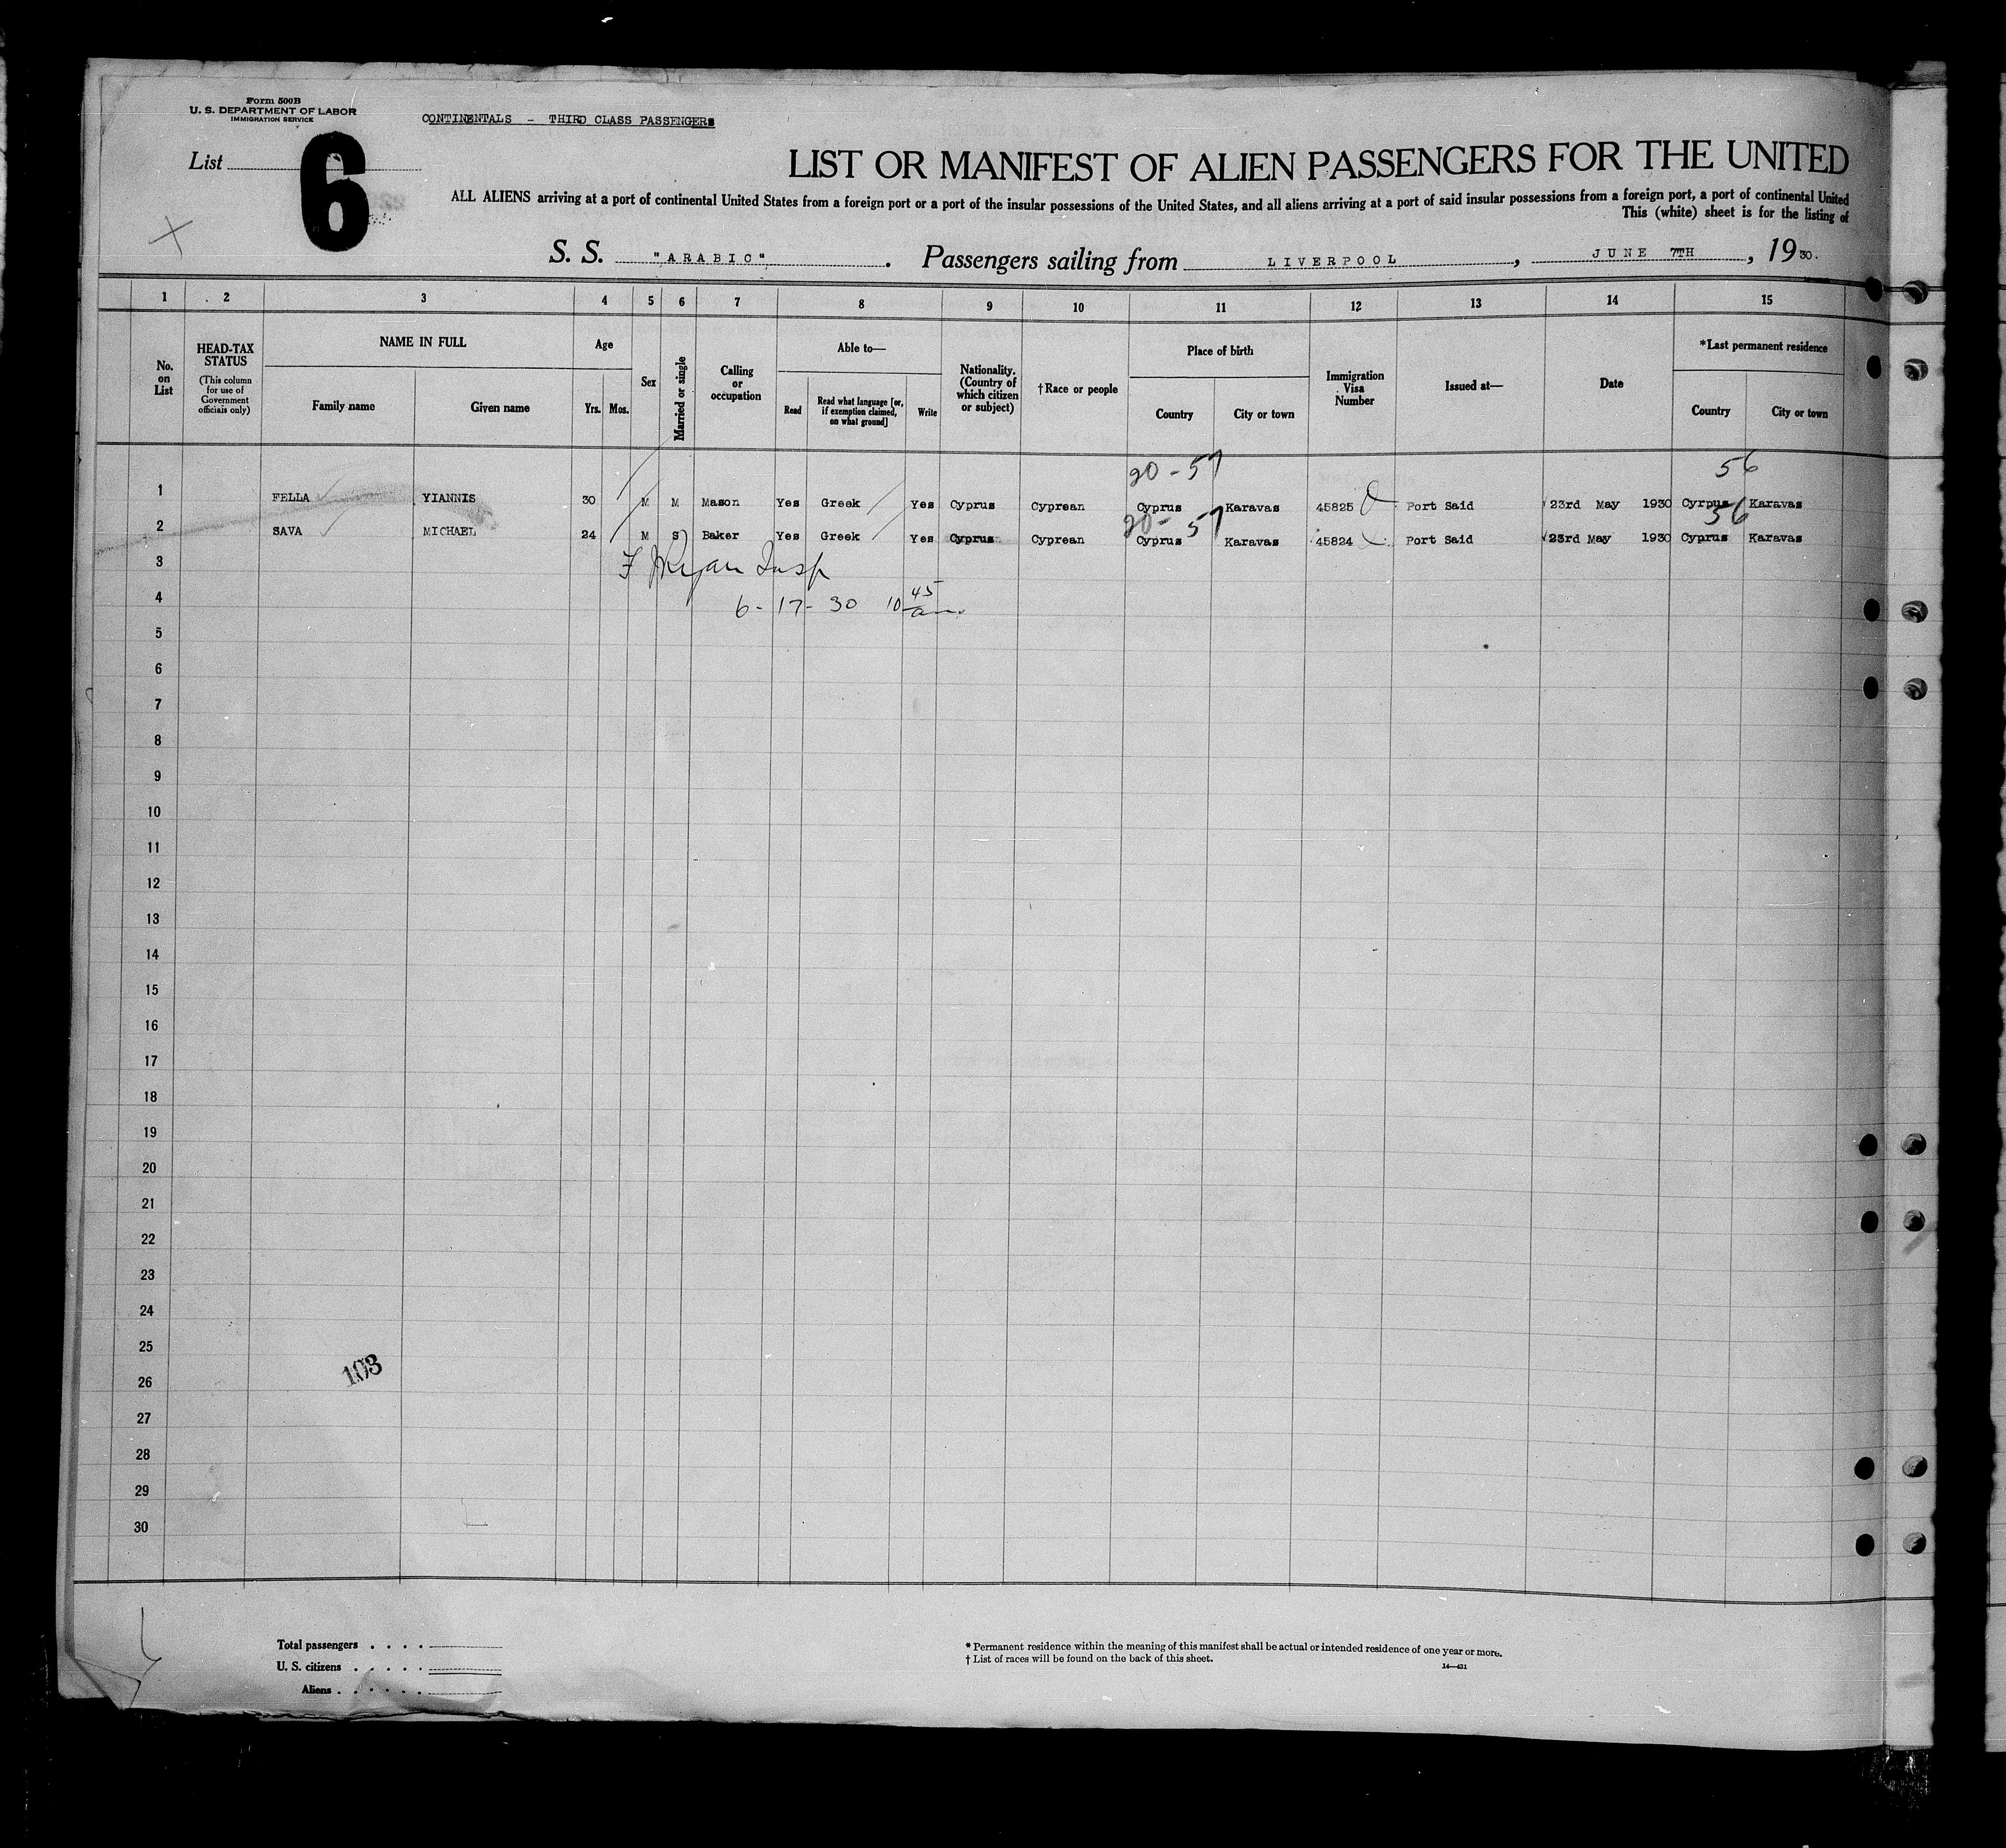 Form 500B
U. S. DEPARTMENT OF LABOR
IMMIGRATION SERVICE
CONTINENTALS - THIRD CLASS PASSENGERS
List 6
LIST OR MANIFEST OF ALIEN PASSENGERS FOR THE UNITED
ALL ALIENS arriving at a port of continental United States from a foreign port or a port of the insular possessions of the United States, and all aliens arriving at a port of said insular possessions from a foreign port, a port of continental United
This (white) sheet is for the listing of
S. S. "ARABIC". Passengers sailing from LIVERPOOL, JUNE 7TH, 1930.
1 2 3 4 5 6 7 8 9 10 11 12 13 14 15
No. on List
HEAD-TAX STATUS
(This column for use of Government officials only)
NAME IN FULL
Family name Given name
Age
Yrs. Mos.
Sex
Married or single
Calling or occupation
Able to—
Read
Read what language [or, if exemption claimed, on what ground]
Write
Nationality. (Country of which citizen or subject)
†Race or people
Place of birth
Country City or town
Immigration Visa Number
Issued at—
Date
*Last permanent residence
Country City or town
20-57 56
1 FELLA YIANNIS 30 M M Mason Yes Greek Yes Cyprus Cyprean Cyprus Karavas 45825 Port Said 23rd May 1930 Cyrpus Karavas
20-57 56
2 SAVA MICHAEL 24 M S Baker Yes Greek Yes Cyprus Cyprean Cyprus Karavas 45824 Port Said 23rd May 1930 Cyprus Karavas
3 Ryan Insp
4 6-17-30 10 45 am.
5
6
7
8
9
10
11
12
13
14
15
16
17
18
19
20
21
22
23
24
25
103
26
27
28
29
30
Total passengers . . . .
U. S. citizens . . . . .
Aliens . . . . . .
* Permanent residence within the meaning of this manifest shall be actual or intended residence of one year or more.
† List of races will be found on the back of this sheet.
14—431